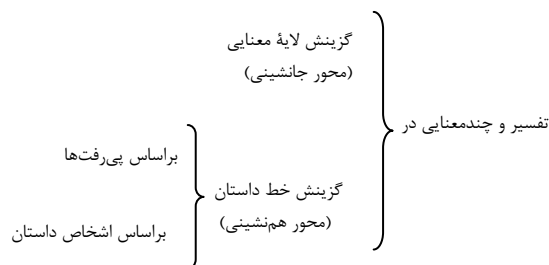 تفسیر و چندمعنایی در
گزینش لایهٔ معنایی
(محور جانشینی)
گزینش خط داستان
(محور هم‌نشینی)
براساس پی‌رفت‌ها
براساس اشخاص داستان